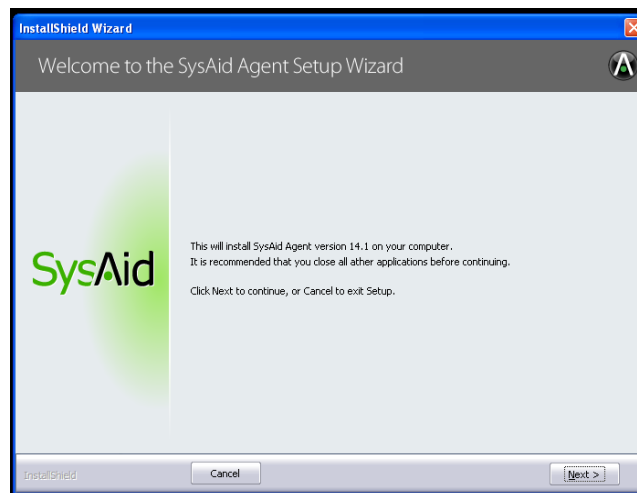 InstallShield Wizard
Welcome to the SysAid Agent Setup Wizard
SysAid
This will install SysAid Agent version 14.1 on your computer.
It is recommended that you close all ather applications before continuing.
Click Next to continue, or Cancel to exit Setup.
InstallShield
Cancel
Next >